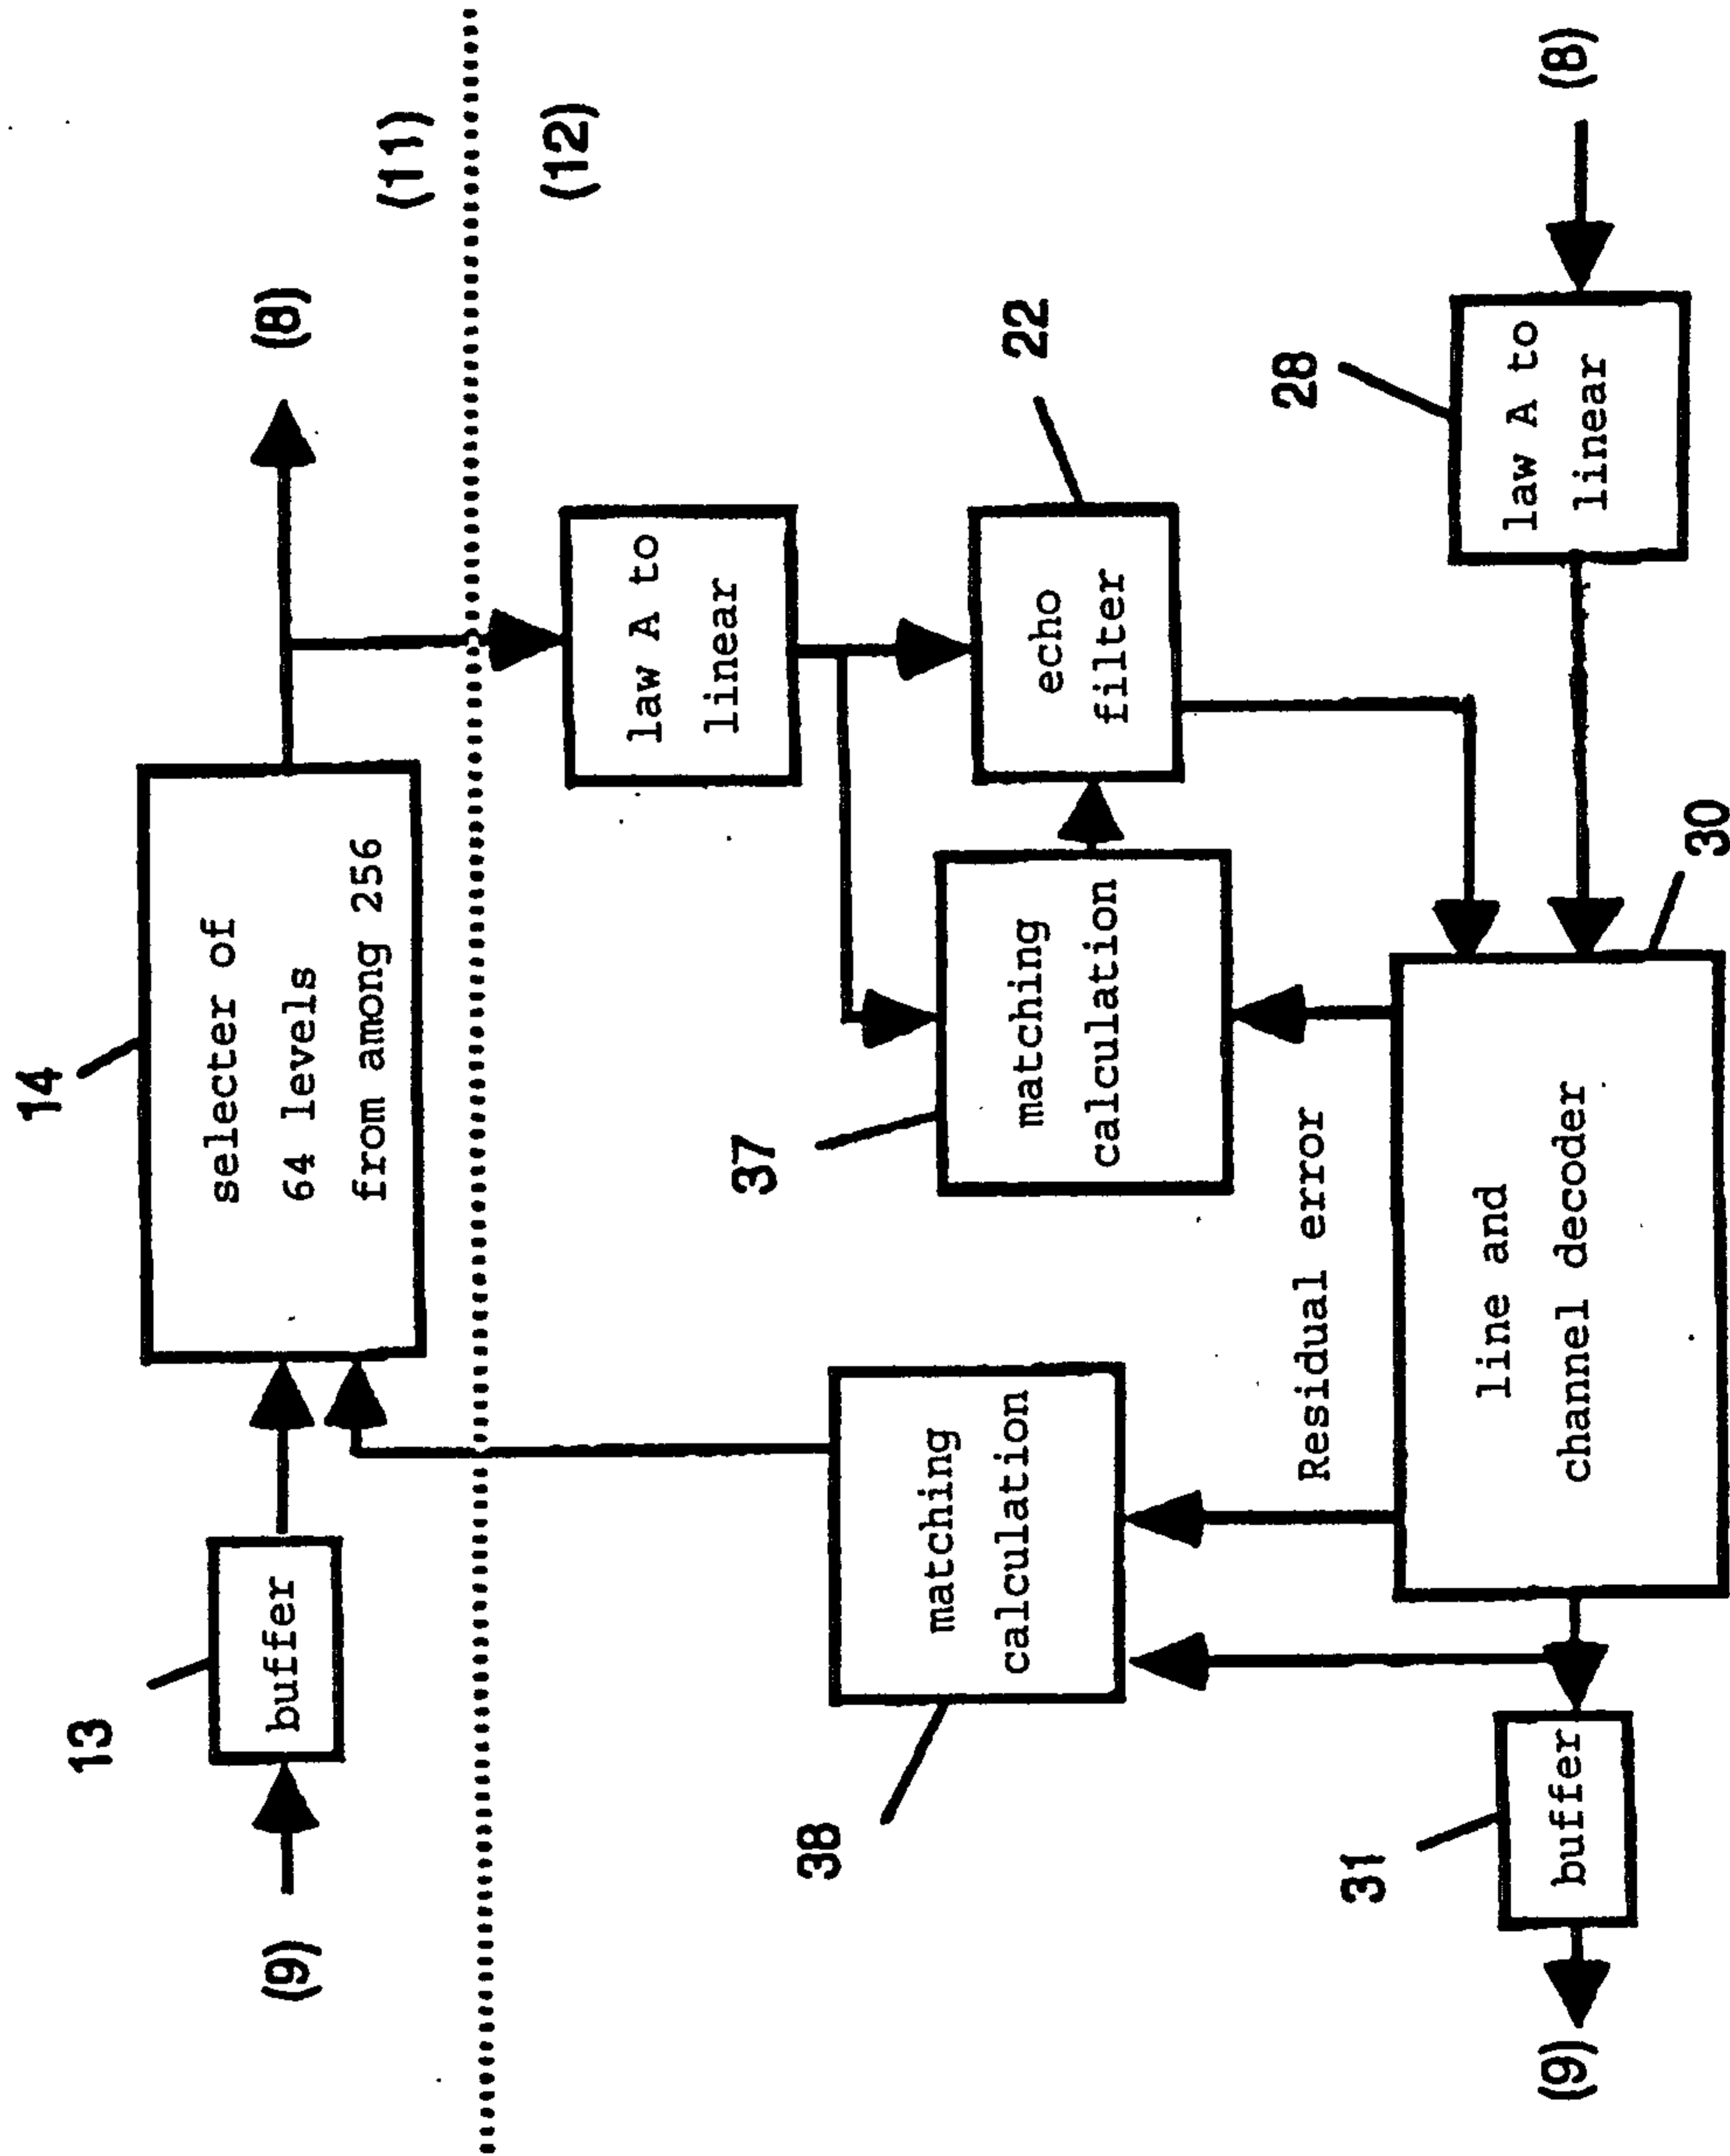 14
(8)
13
selecter of
64 levels
from among 256
(9)
buffer
(11)
(12)
law A to
linear
22
38
matching
calculation
37
matching
calculation
echo
filter
Residual error
28
31
line and
channel decoder
30
law A to
linear
(8)
(9)
buffer